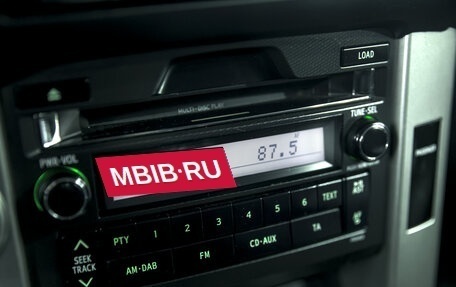 LOAD
MULTI-DISC PLAY
TUNE•SEL
PWR•VOL
87.5
MBIB•RU
PTY 1 2 3 4 5 6 TEXT
SEEK TRACK
AM•DAB FM CD•AUX TA